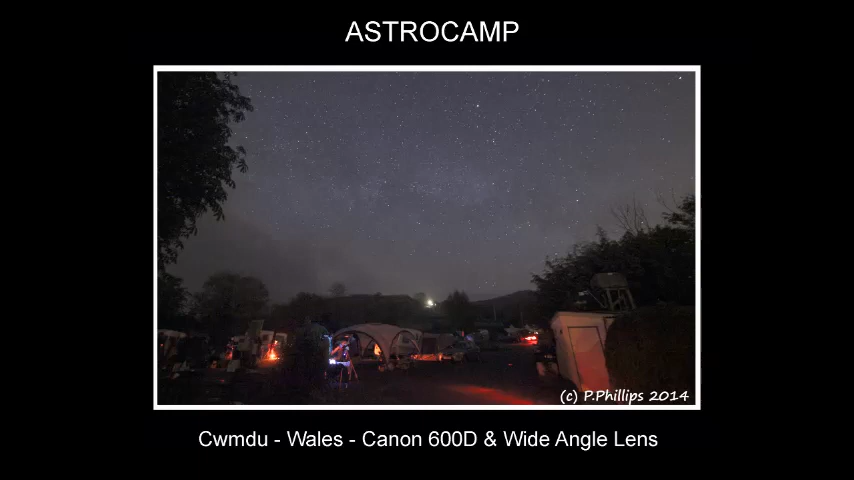 ASTROCAMP
(c) P.Phillips 2014
Cwmdu - Wales - Canon 600D & Wide Angle Lens